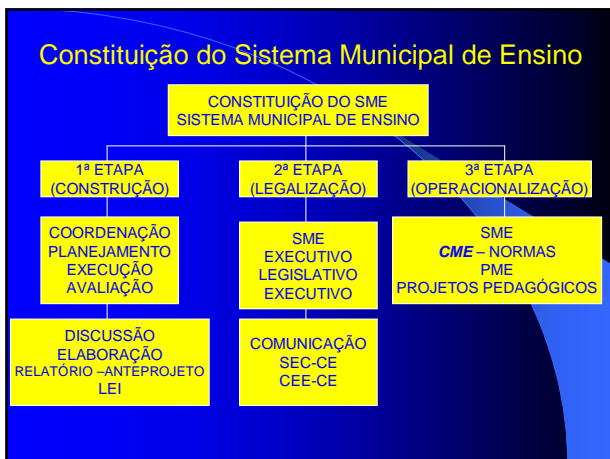 Constituição do Sistema Municipal de Ensino
CONSTITUIÇÃO DO SME
SISTEMA MUNICIPAL DE ENSINO
1ª ETAPA
(CONSTRUÇÃO)
2ª ETAPA
(LEGALIZAÇÃO)
3ª ETAPA
(OPERACIONALIZAÇÃO)
COORDENAÇÃO
PLANEJAMENTO
EXECUÇÃO
AVALIAÇÃO
SME
EXECUTIVO
LEGISLATIVO
EXECUTIVO
SME
CME – NORMAS
PME
PROJETOS PEDAGÓGICOS
DISCUSSÃO
ELABORAÇÃO
RELATÓRIO –ANTEPROJETO
LEI
COMUNICAÇÃO
SEC-CE
CEE-CE